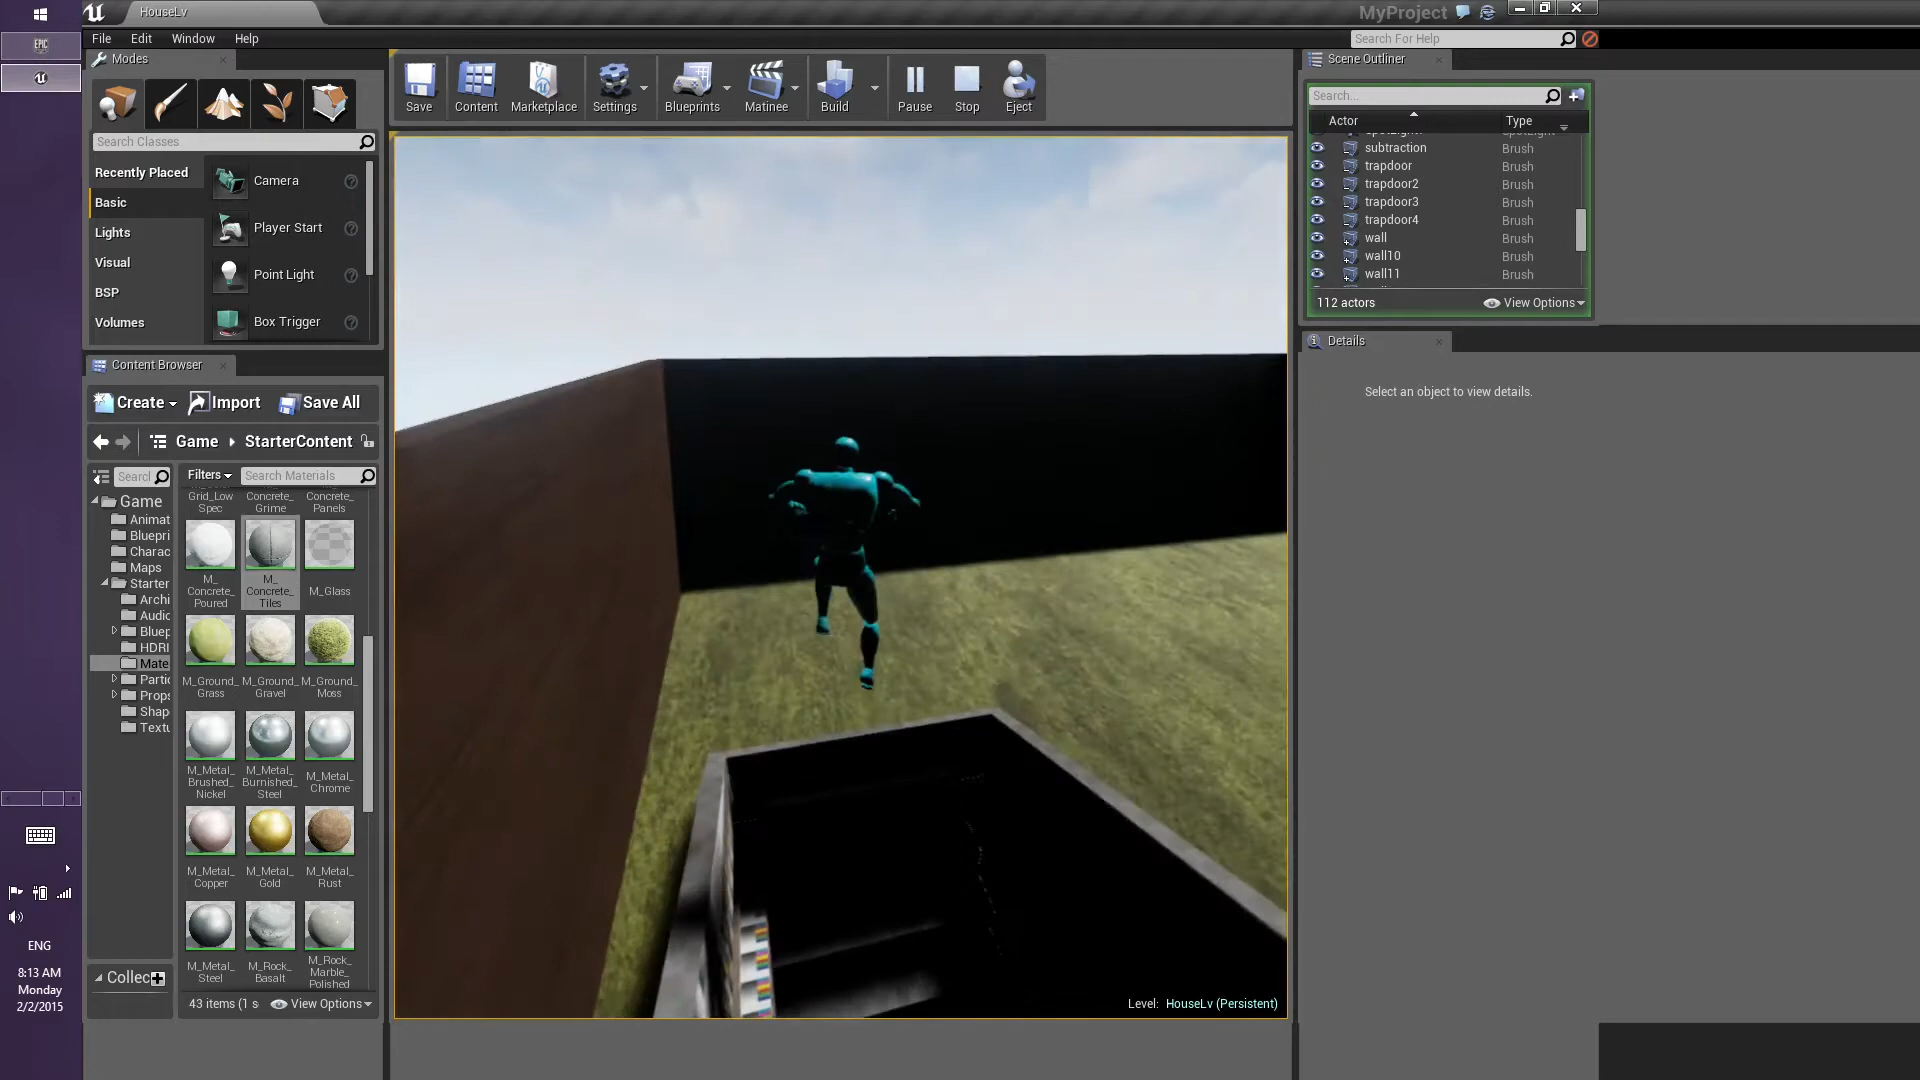 HouseLv
MyProject
File Edit Window Help
Search For Help
EPIC
Modes
Search Classes
Recently Placed
Basic
Lights
Visual
BSP
Volumes
Camera
Player Start
Point Light
Box Trigger
Save
Content
Marketplace
Settings
Blueprints
Matinee
Build
Pause
Stop
Eject
Scene Outliner
Search...
Actor Type
subtraction Brush
trapdoor Brush
trapdoor2 Brush
trapdoor3 Brush
trapdoor4 Brush
wall Brush
wall10 Brush
wall11 Brush
112 actors
View Options
Details
Select an object to view details.
Content Browser
Create Import Save All
Game StarterContent
Searcl
Filters
Search Materials
Game
Animat
Bluepri
Charac
Maps
Starter
Archi
Audio
Bluep
HDRI
Mate
Partic
Props
Shap
Textu
Collec
Grid_Low
Spec
Concrete_
Grime
Concrete_
Panels
M_
Concrete_
Poured
M_
Concrete_
Tiles
M_Glass
M_Ground_
Grass
M_Ground_
Gravel
M_Ground_
Moss
M_Metal_
Brushed_
Nickel
M_Metal_
Burnished_
Steel
M_Metal_
Chrome
M_Metal_
Copper
M_Metal_
Gold
M_Metal_
Rust
M_Metal_
Steel
M_Rock_
Basalt
M_Rock_
Marble_
Polished
43 items (1 s
View Options
Level: HouseLv (Persistent)
ENG
8:13 AM
Monday
2/2/2015